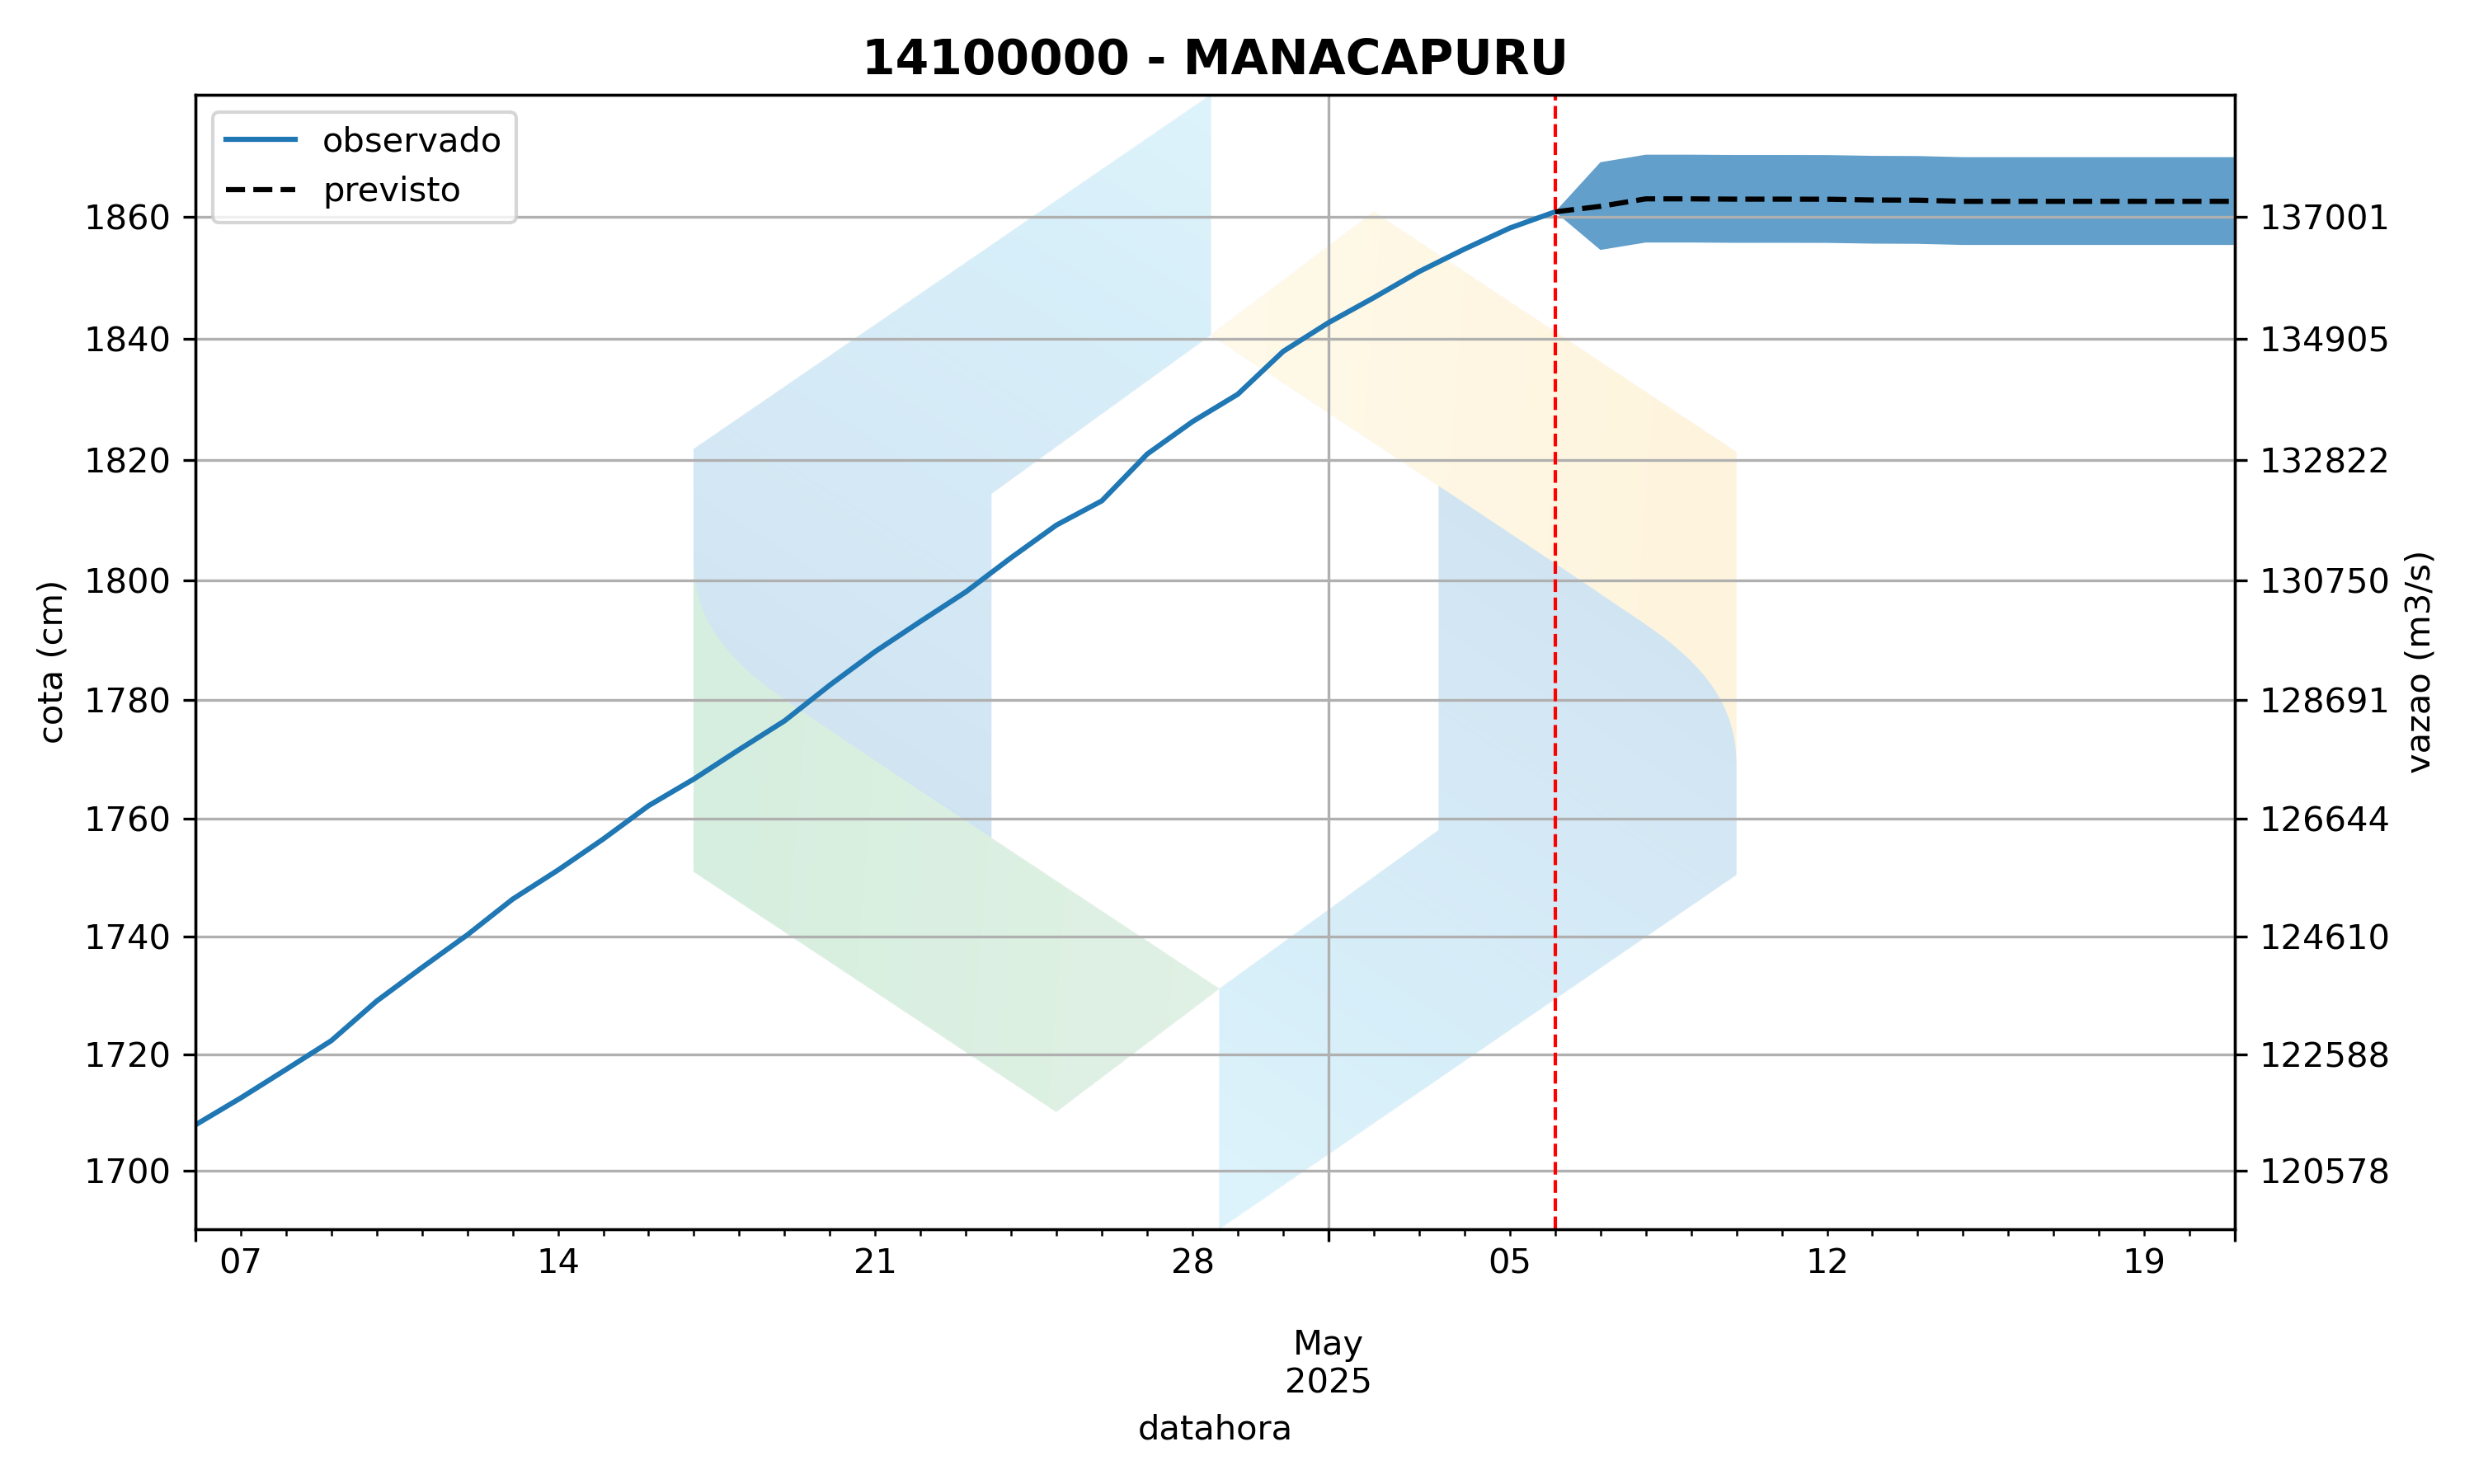 14100000 - MANACAPURU
observado
previsto
1860
1840
1820
1800
1780
1760
1740
1720
1700
cota (cm)
137001
134905
132822
130750
128691
126644
124610
122588
120578
vazao (m3/s)
07 14 21 28 05 12 19
May
2025
datahora